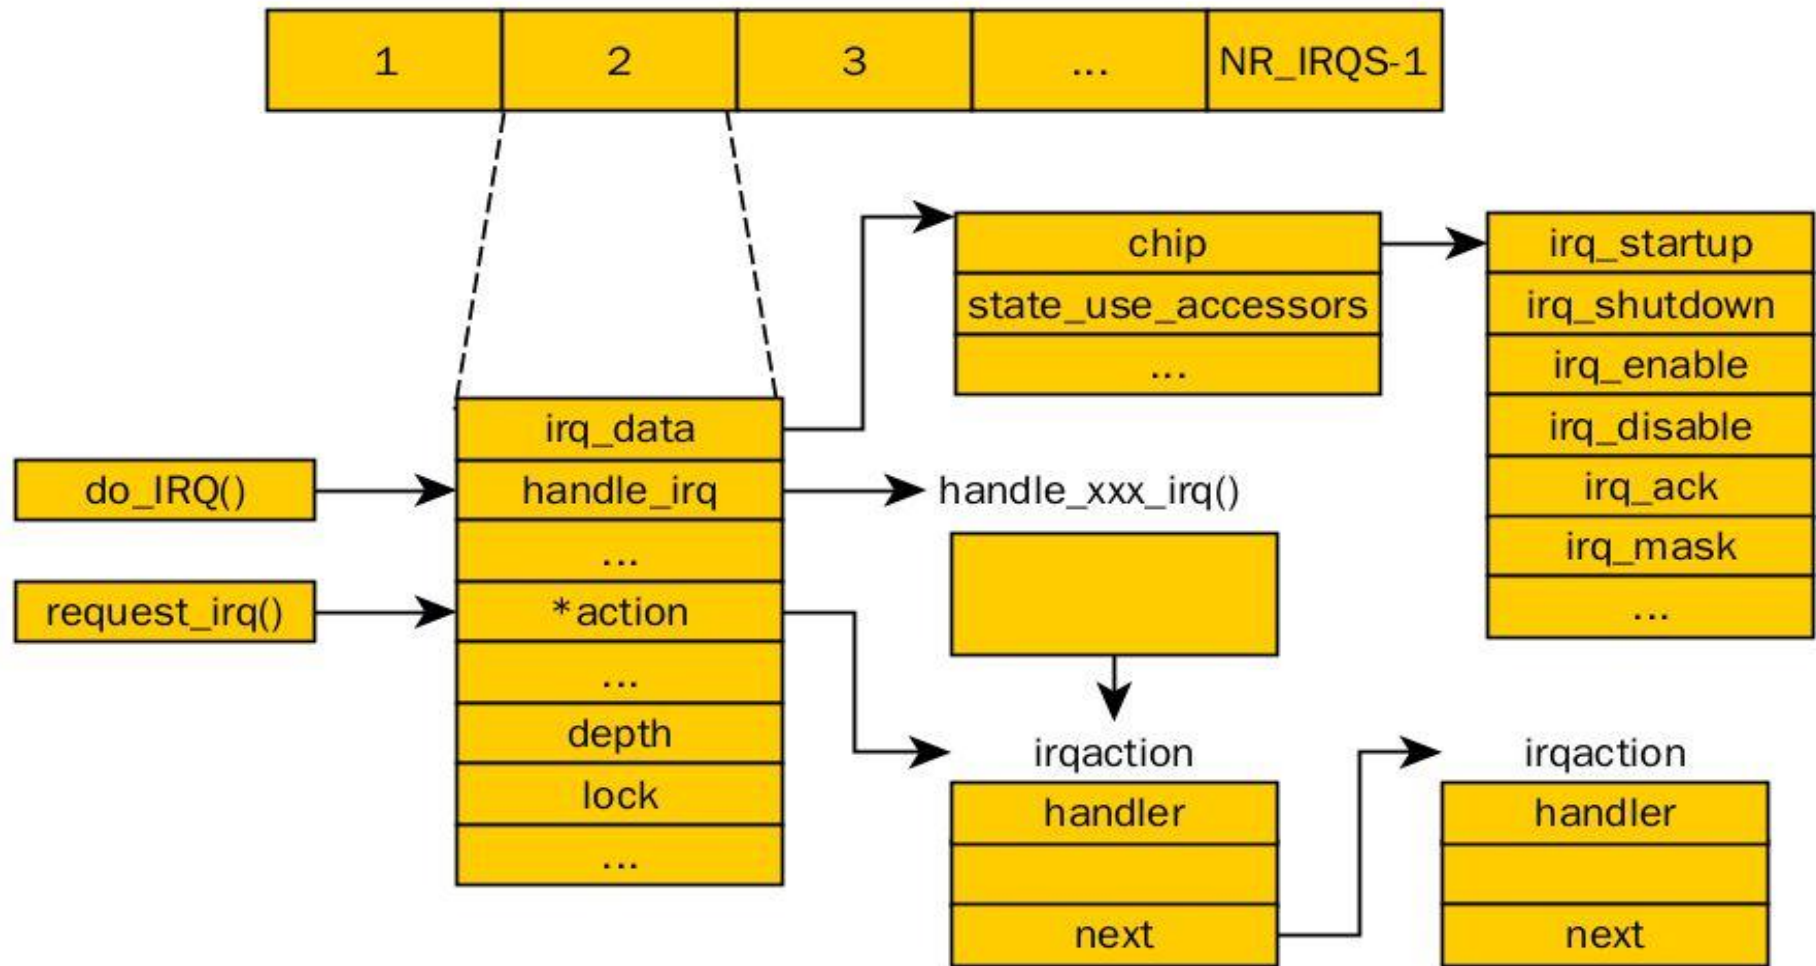 1
2
3
...
NR_IRQS-1
chip
state_use_accessors
...
irq_startup
irq_shutdown
irq_enable
irq_disable
irq_ack
irq_mask
...
do_IRQ()
request_irq()
irq_data
handle_irq
...
*action
...
depth
lock
...
handle_xxx_irq()
irqaction
handler
next
irqaction
handler
next